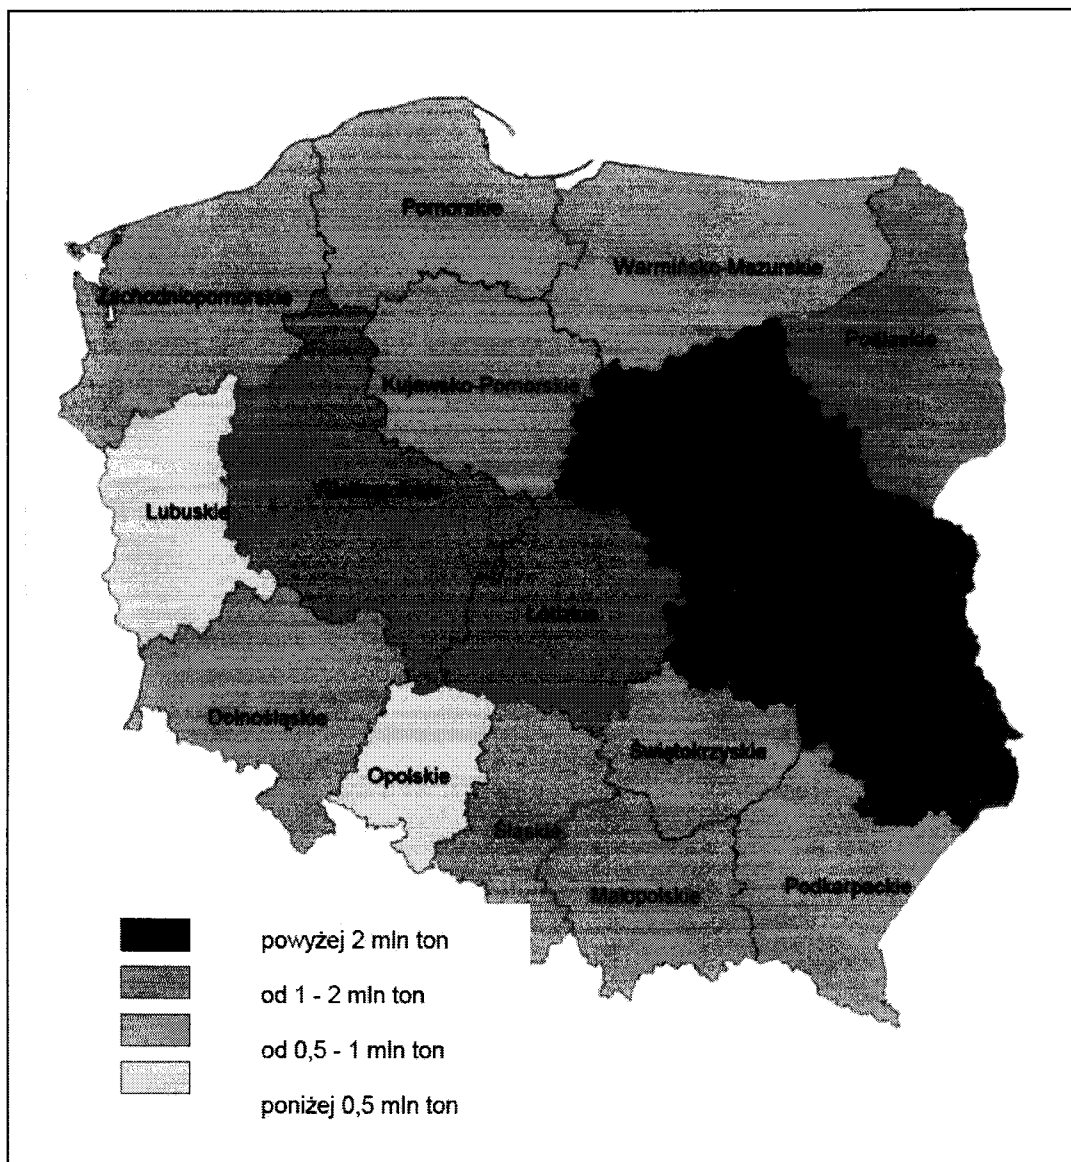 Pomorskie
Warmińsko-Mazurskie
Zachodniopomorskie
Podlaskie
Kujawsko-Pomorskie
Lubuskie
Łódzkie
Dolnośląskie
Świętokrzyskie
Opolskie
Śląskie
Małopolskie
Podkarpackie
powyżej 2 mln ton
od 1 - 2 mln ton
od 0,5 - 1 mln ton
poniżej 0,5 mln ton